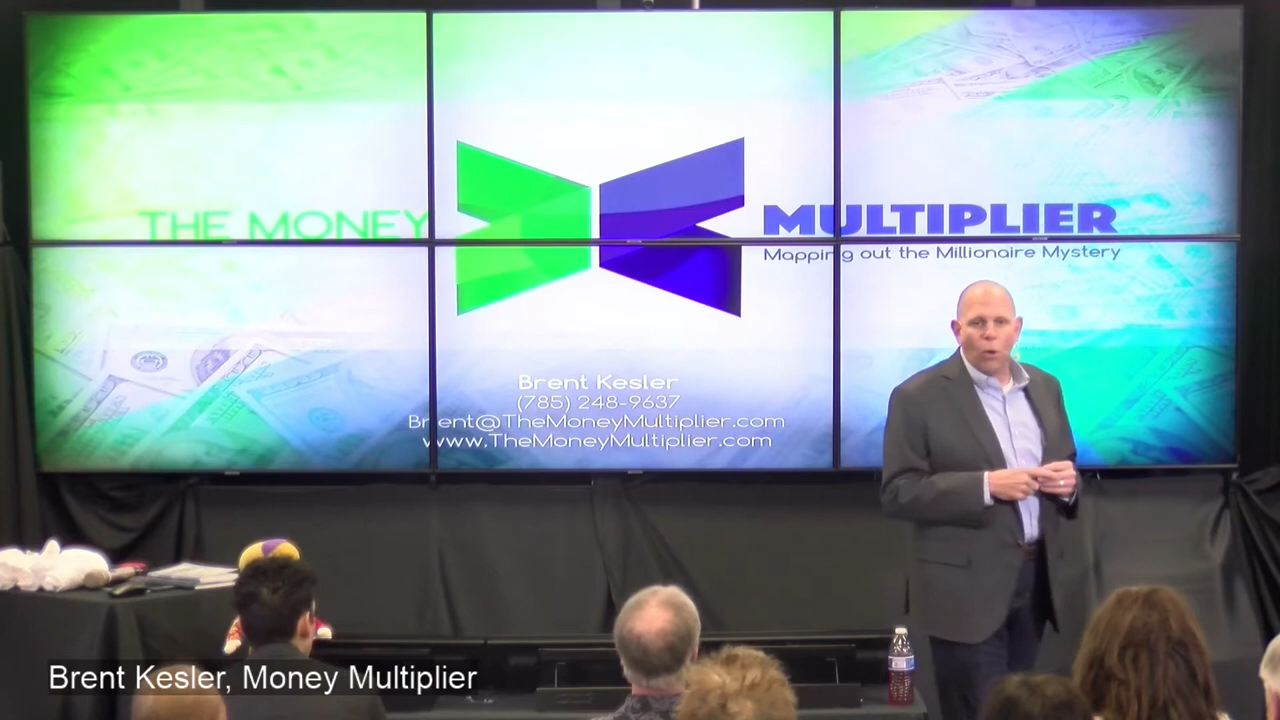 THE MONEY MULTIPLIER
Mapping out the Millionaire Mystery
Brent Kesler
(785) 248-9637
Brent@TheMoneyMultiplier.com
www.TheMoneyMultiplier.com
Brent Kesler, Money Multiplier